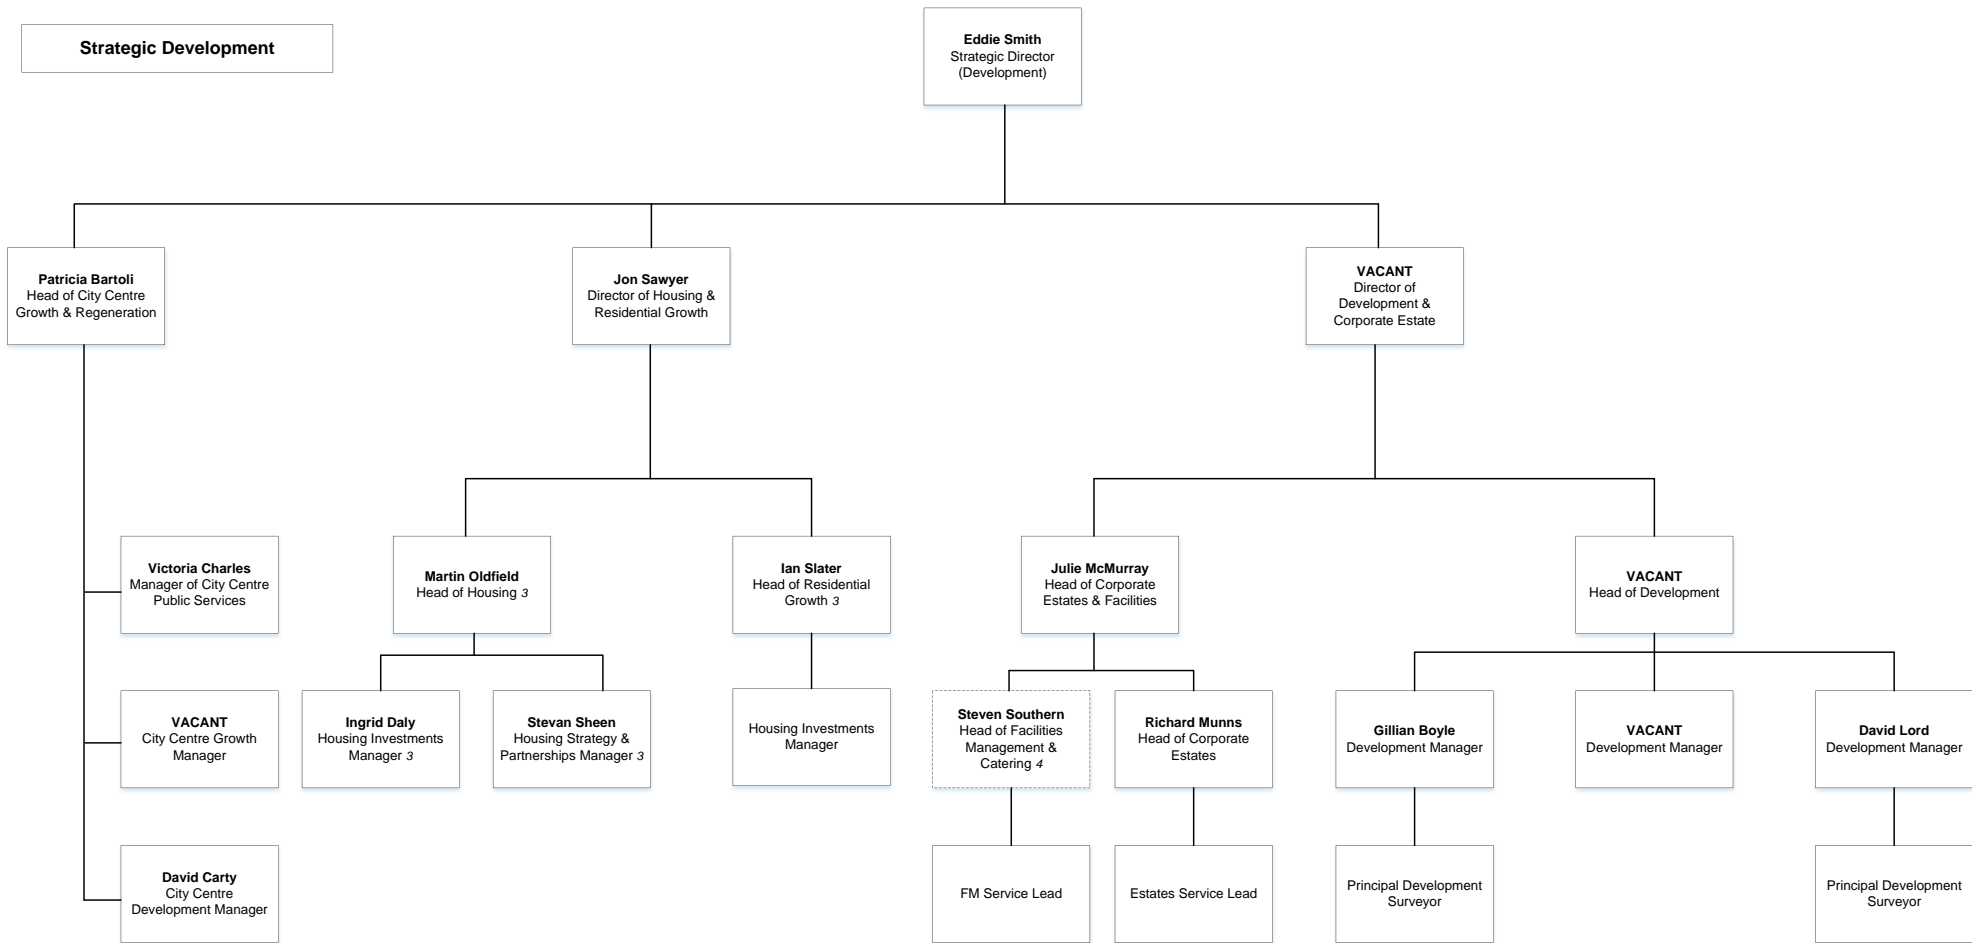 Strategic Development
Eddie Smith
Strategic Director
(Development)
Patricia Bartoli
Head of City Centre
Growth & Regeneration
Jon Sawyer
Director of Housing &
Residential Growth
VACANT
Director of
Development &
Corporate Estate
Victoria Charles
Manager of City Centre
Public Services
Martin Oldfield
Head of Housing 3
Ian Slater
Head of Residential
Growth 3
Julie McMurray
Head of Corporate
Estates & Facilities
VACANT
Head of Development
VACANT
City Centre Growth
Manager
Ingrid Daly
Housing Investments
Manager 3
Stevan Sheen
Housing Strategy &
Partnerships Manager 3
Housing Investments
Manager
Steven Southern
Head of Facilities
Management &
Catering 4
Richard Munns
Head of Corporate
Estates
Gillian Boyle
Development Manager
VACANT
Development Manager
David Lord
Development Manager
David Carty
City Centre
Development Manager
FM Service Lead
Estates Service Lead
Principal Development
Surveyor
Principal Development
Surveyor